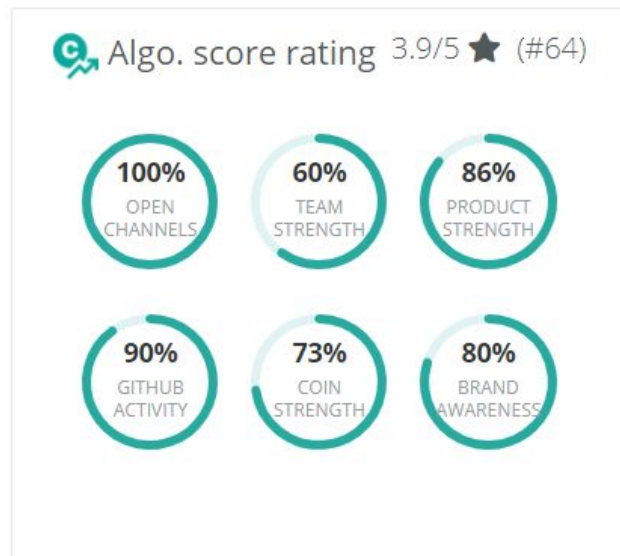 Algo. score rating 3.9/5 ★ (#64)
100%
OPEN
CHANNELS
60%
TEAM
STRENGTH
86%
PRODUCT
STRENGTH
90%
GITHUB
ACTIVITY
73%
COIN
STRENGTH
80%
BRAND
AWARENESS